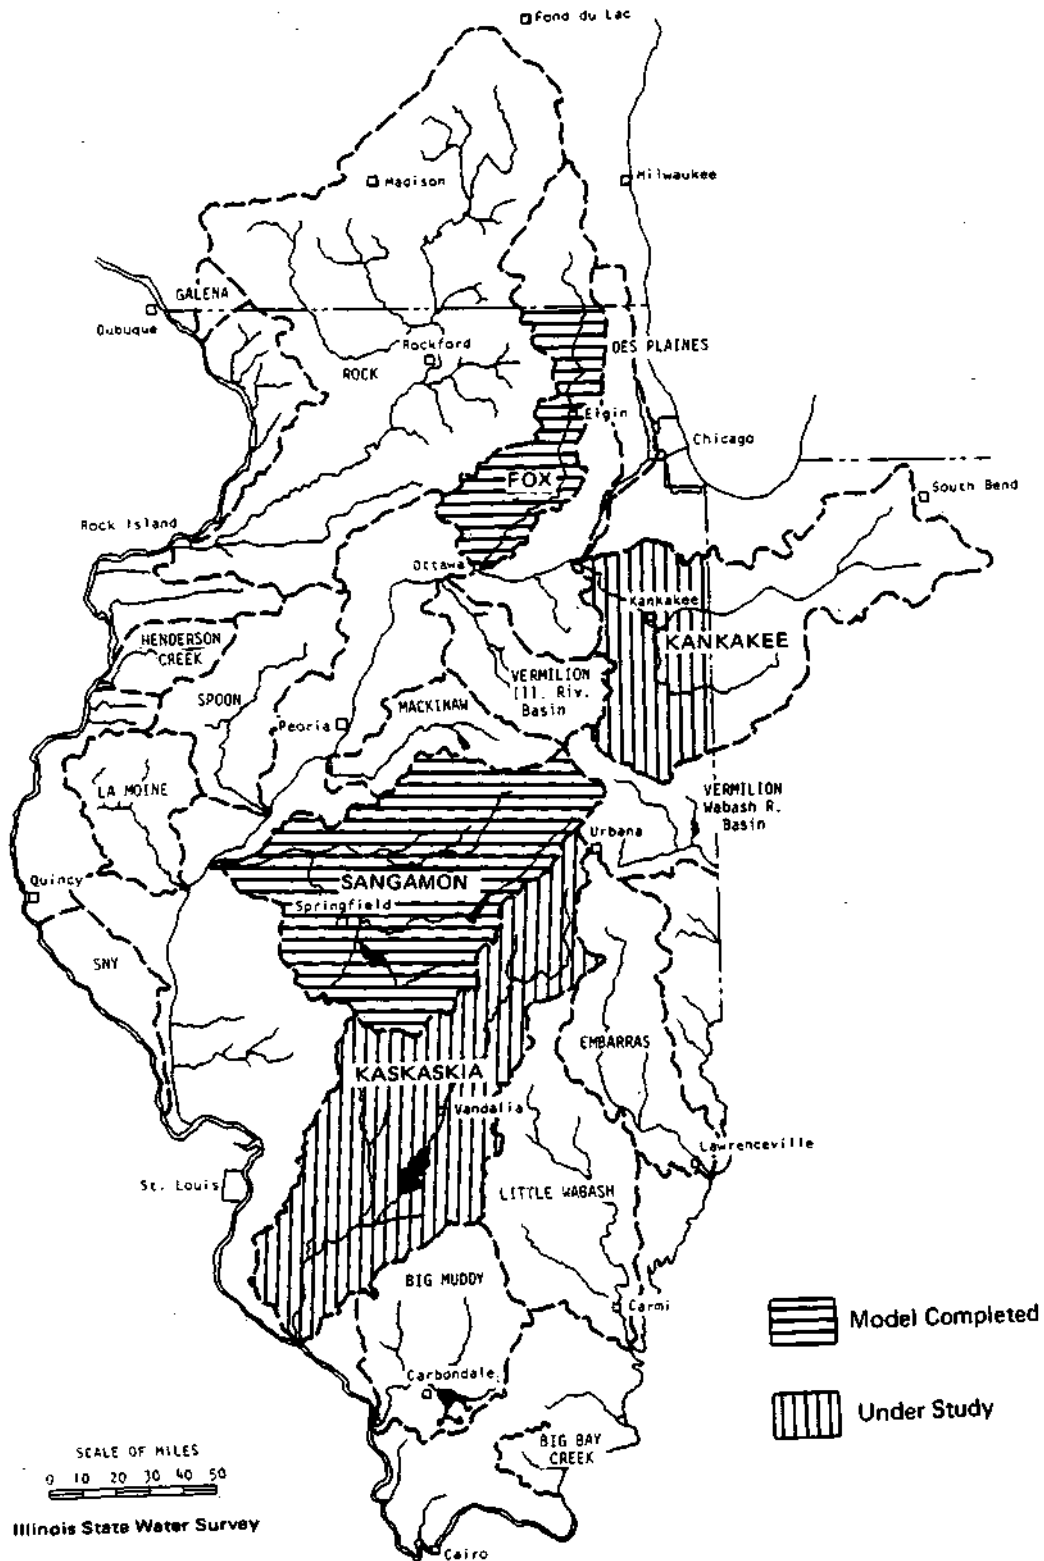 Fond du Lac
Madison
Milwaukee
GALENA
Dubuque
Rockford
DES PLAINES
ROCK
Elgin
Chicago
FOX
South Bend
Rock Island
Ottawa
Kankakee
HENDERSON
CREEK
KANKAKEE
SPOON
VERMILION
Ill. Riv.
Basin
MACKINAW
Peoria
LA MOINE
VERMILION
Wabash R.
Basin
Urbana
Quincy
SANGAMON
Springfield
SNY
EMBARRAS
KASKASKIA
Vandalia
Lawrenceville
St. Louis
LITTLE WABASH
BIG MUDDY
Carmi
Model Completed
Carbondale
Under Study
BIG BAY
CREEK
SCALE OF MILES
0 10 20 30 40 50
Illinois State Water Survey
Cairo